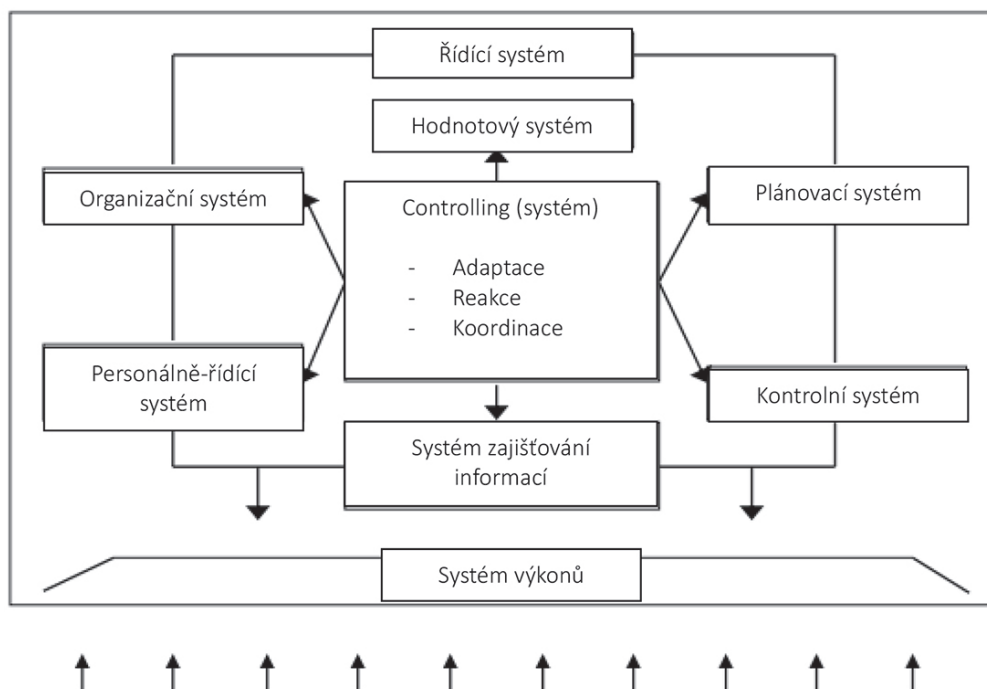 Řídící systém
Hodnotový systém
Organizační systém
Controlling (systém)
- Adaptace
- Reakce
- Koordinace
Plánovací systém
Personálně-řídící
systém
Kontrolní systém
Systém zajišťování
informací
Systém výkonů